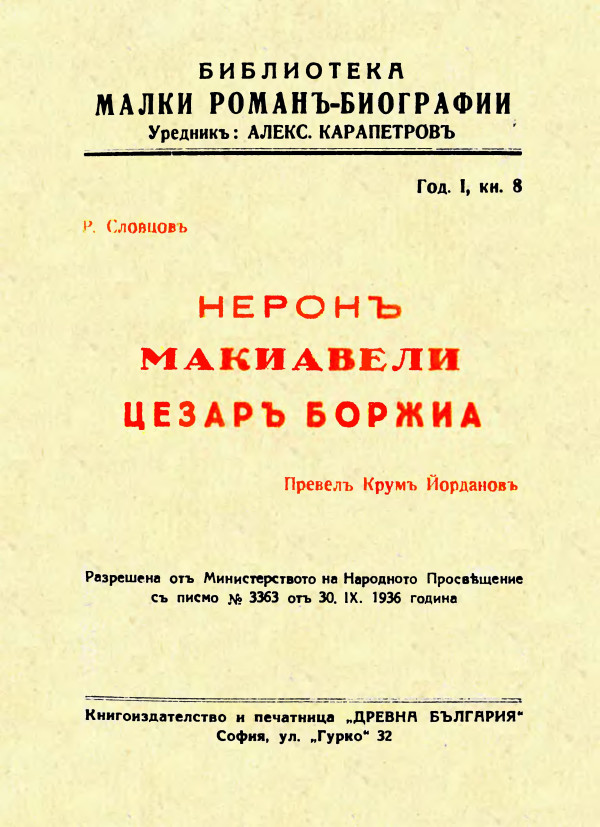 БИБЛИОТЕКА
МАЛКИ РОМАНЪ-БИОГРАФИИ
Уредникъ: АЛЕКС. КАРАПЕТРОВЪ
Год. I, кн. 8
Р. Словцовъ
НЕРОНЪ
МАКИАВЕЛИ
ЦЕЗАРЪ БОРЖИА
Превелъ Крумъ Йордановъ
Разрешена отъ Министерството на Народното Просвѣщение
съ писмо № 3363 отъ 30. IX. 1936 година
Книгоиздателство и печатница „ДРЕВНА БЪЛГАРИЯ“
София, ул. „Гурко“ 32